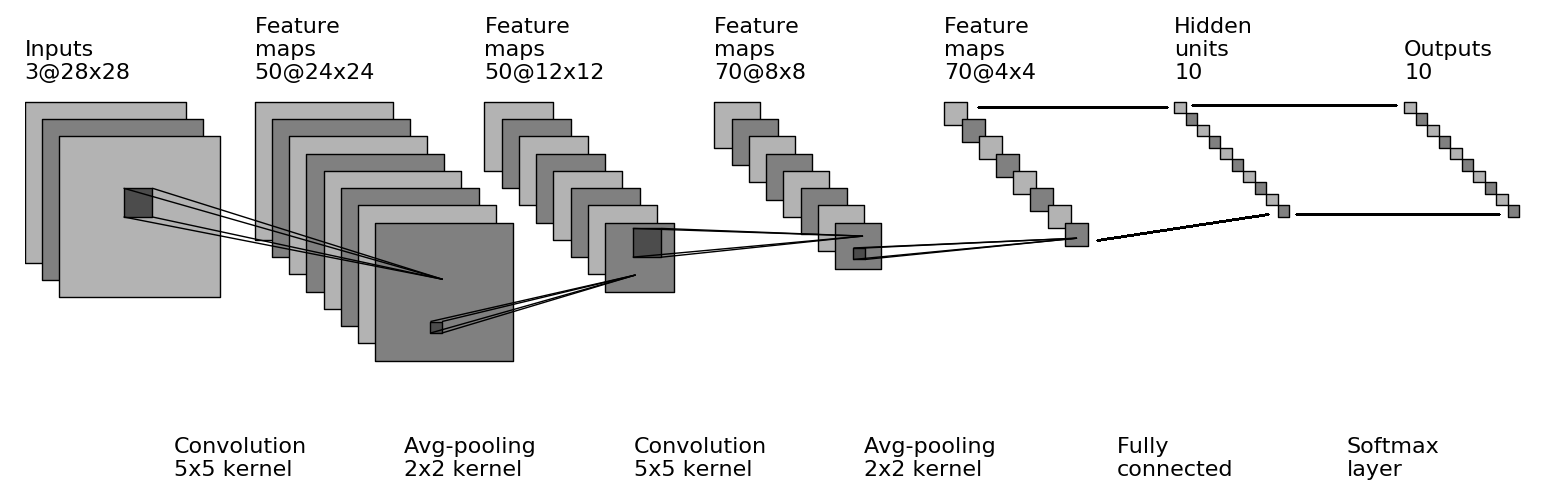 Inputs
3@28x28
Feature
maps
50@24x24
Feature
maps
50@12x12
Feature
maps
70@8x8
Feature
maps
70@4x4
Hidden
units
10
Outputs
10
Convolution
5x5 kernel
Avg-pooling
2x2 kernel
Convolution
5x5 kernel
Avg-pooling
2x2 kernel
Fully
connected
Softmax
layer